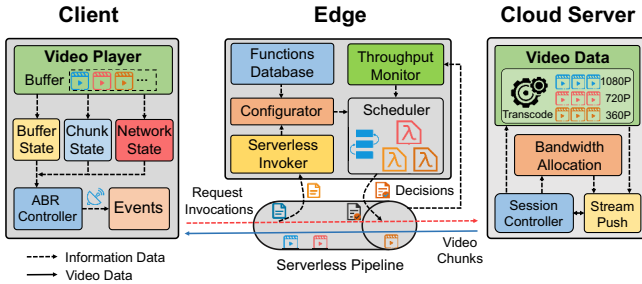 Client
Edge
Cloud Server
Video Player
Buffer
...
Buffer
State
Chunk
State
Network
State
ABR
Controller
Events
Information Data
Video Data
Functions
Database
Throughput
Monitor
Configurator
Scheduler
Serverless
Invoker
λ
λ
λ
Request
Invocations
Decisions
Serverless Pipeline
Video
Chunks
Video Data
Transcode
1080P
720P
360P
Bandwidth
Allocation
Session
Controller
Stream
Push